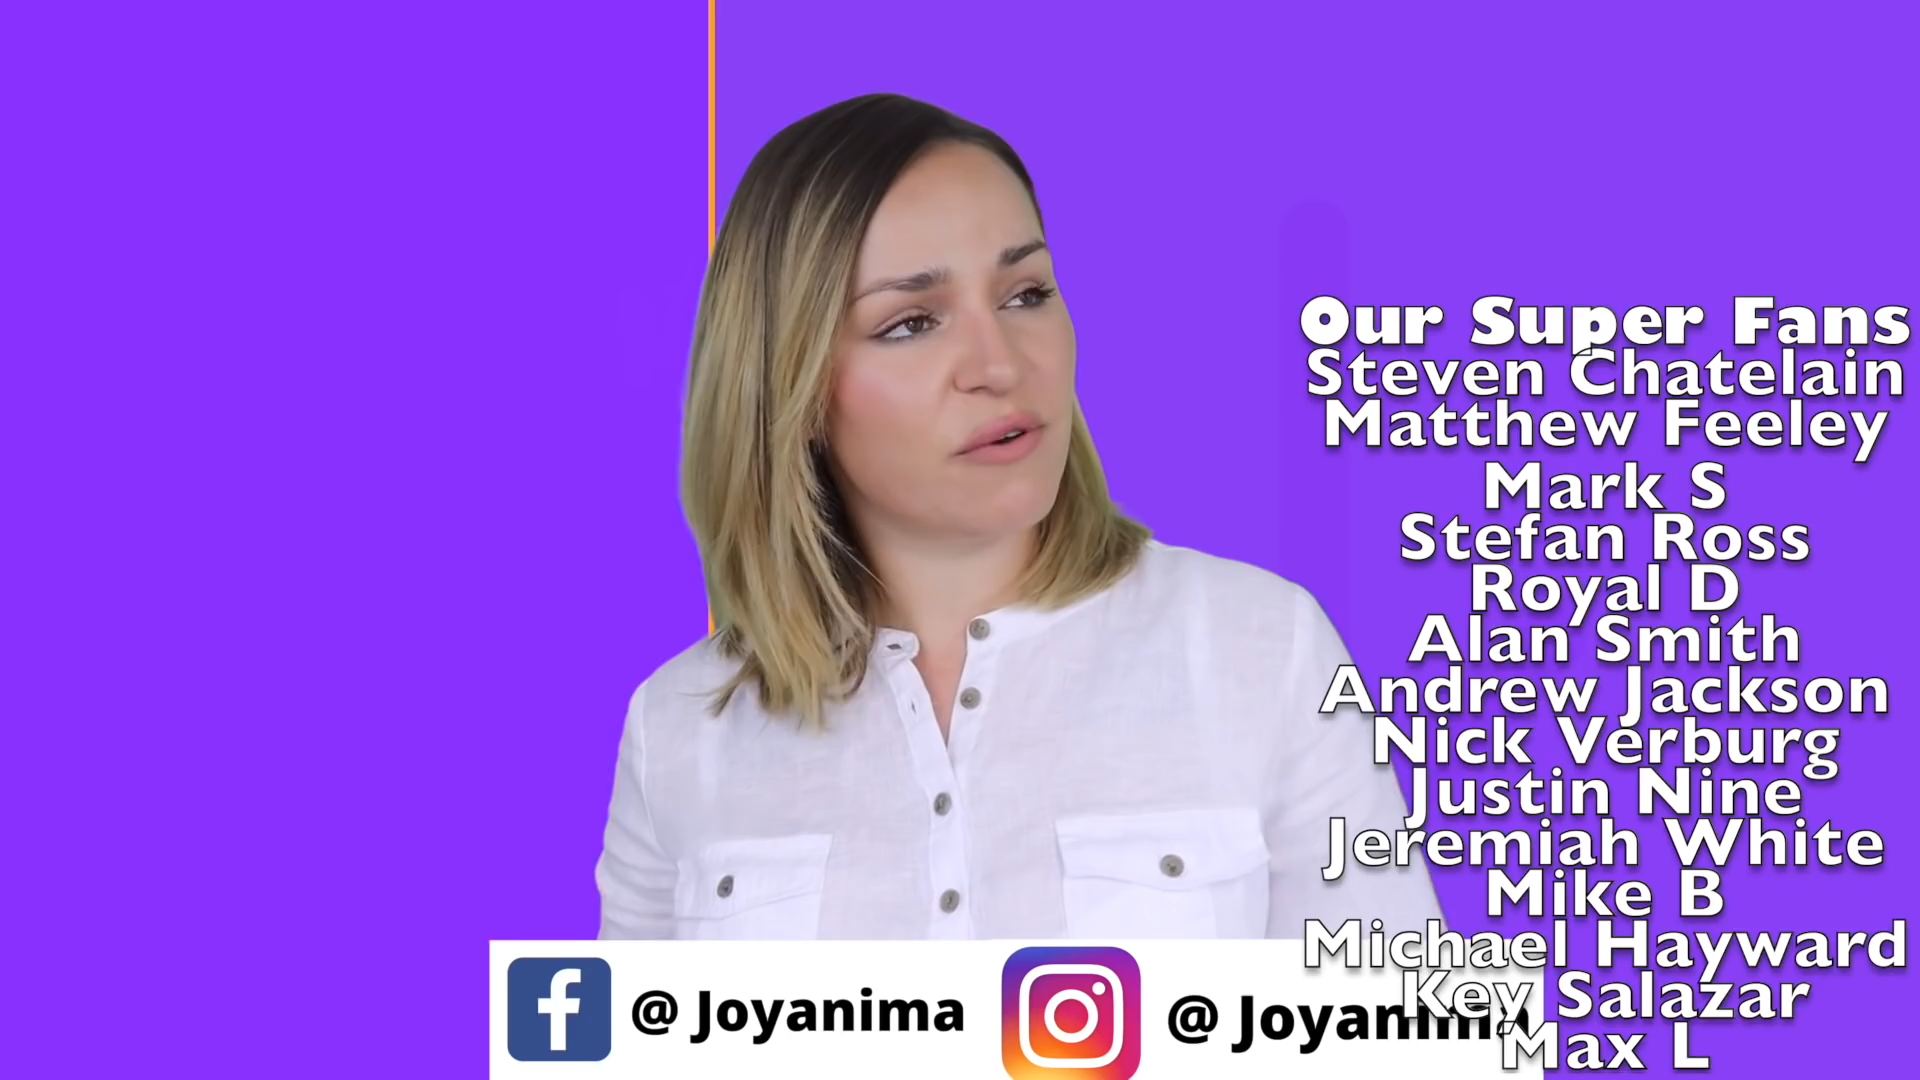 Our Super Fans
Steven Chatelain
Matthew Feeley
Mark S
Stefan Ross
Royal D
Alan Smith
Andrew Jackson
Nick Verburg
Justin Nine
Jeremiah White
Mike B
Michael Hayward
Key Salazar
Max L
@ Joyanima
@ Joyanima